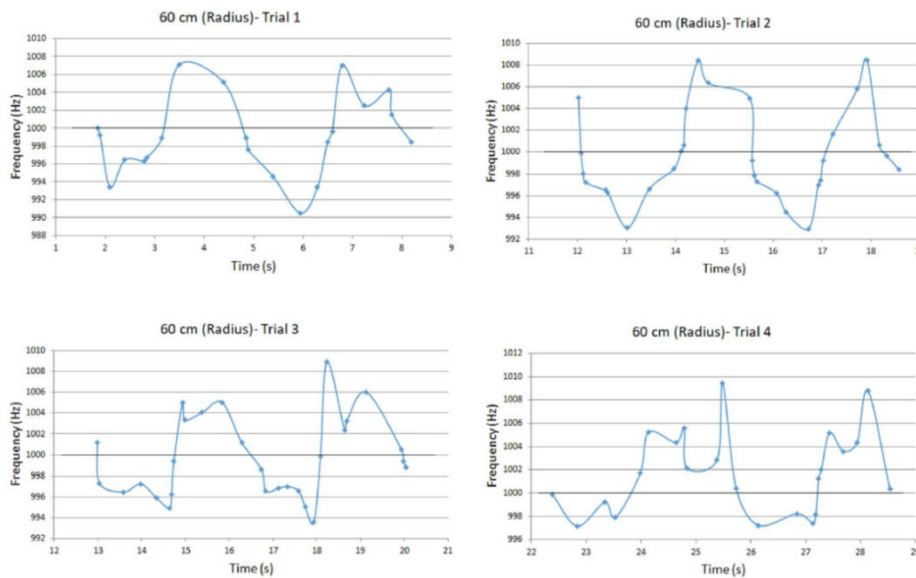 60 cm (Radius)- Trial 1
Frequency (Hz)
1010
1008
1006
1004
1002
1000
998
996
994
992
990
988
1 2 3 4 5 6 7 8 9
Time (s)
60 cm (Radius)- Trial 2
Frequency (Hz)
1010
1008
1006
1004
1002
1000
998
996
994
992
11 12 13 14 15 16 17 18 19
Time (s)
60 cm (Radius)- Trial 3
Frequency (Hz)
1010
1008
1006
1004
1002
1000
998
996
994
992
12 13 14 15 16 17 18 19 20 21
Time (s)
60 cm (Radius)- Trial 4
Frequency (Hz)
1012
1010
1008
1006
1004
1002
1000
998
996
22 23 24 25 26 27 28 29
Time (s)